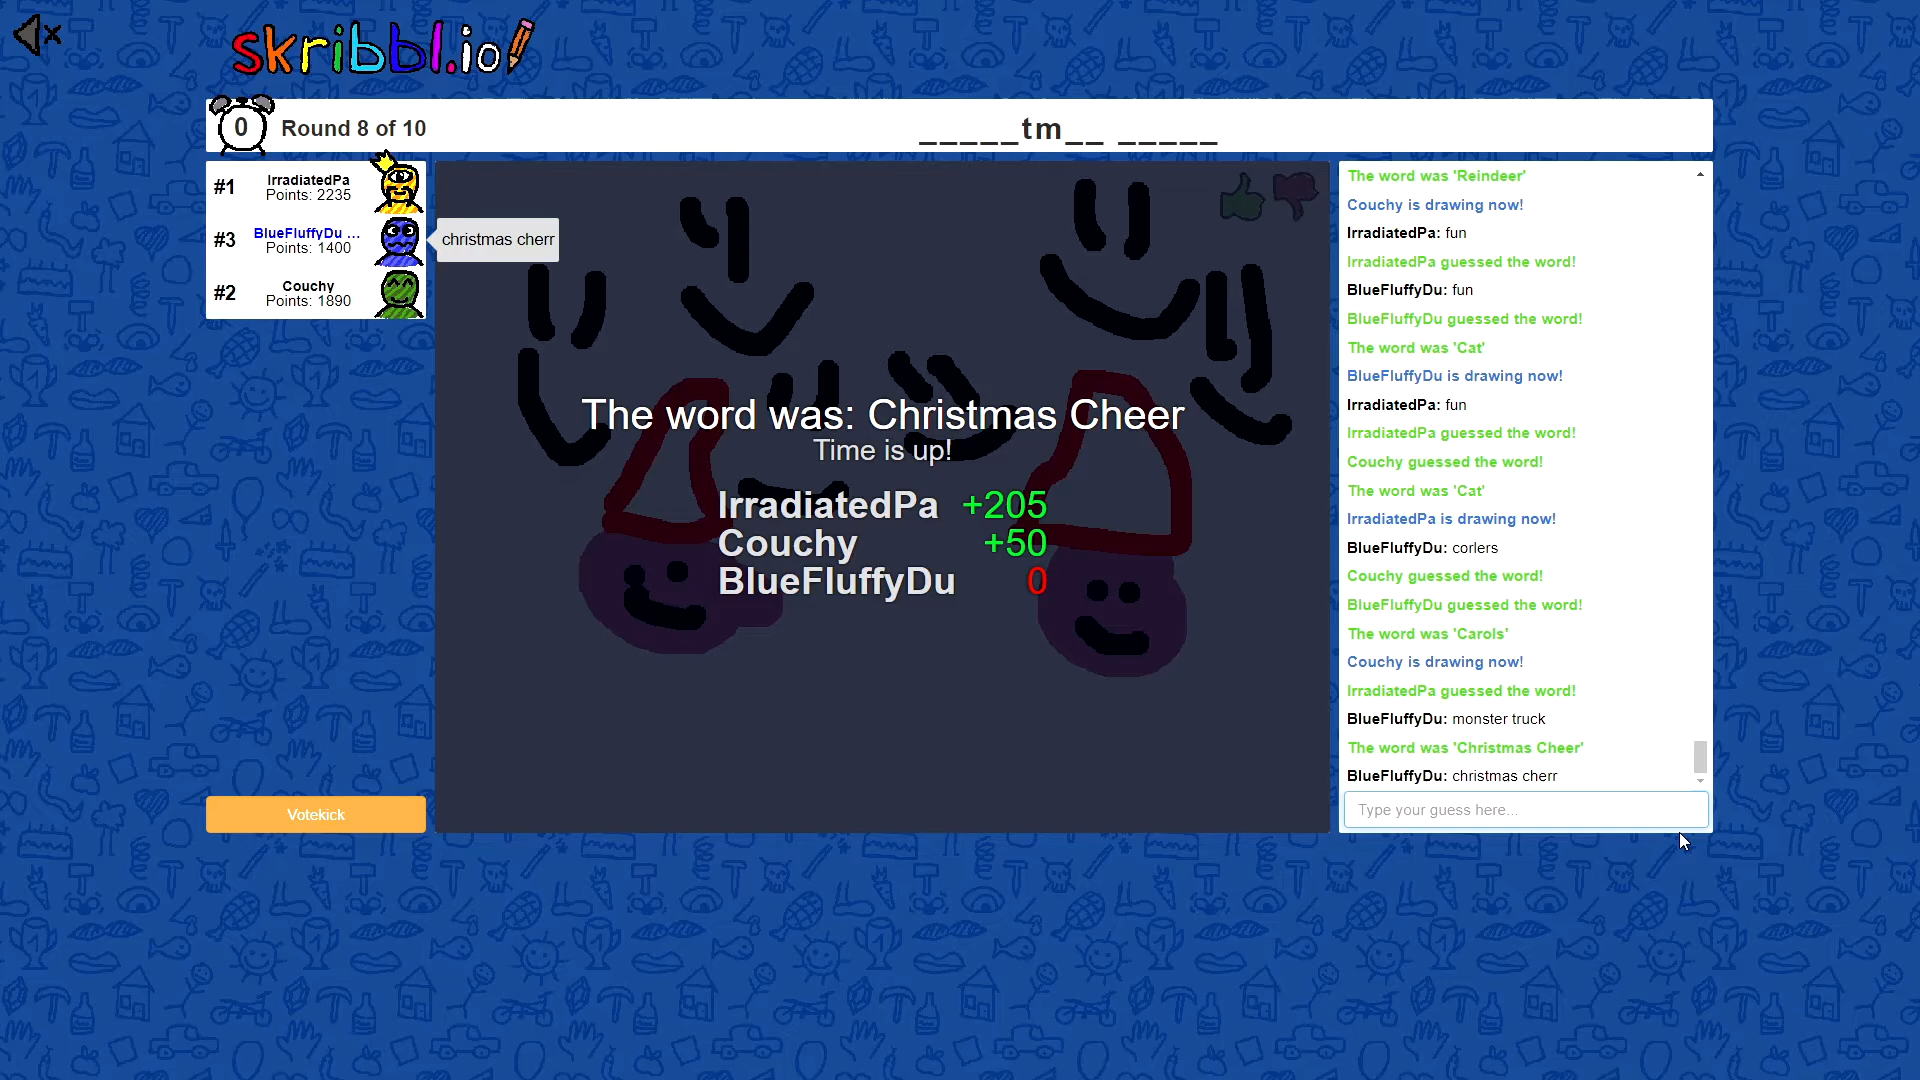 skribbl.io
0
Round 8 of 10
_____tm__ _____
#1
IrradiatedPa
Points: 2235
#3
BlueFluffyDu ...
Points: 1400
christmas cherr
#2
Couchy
Points: 1890
Votekick
The word was: Christmas Cheer
Time is up!
IrradiatedPa +205
Couchy +50
BlueFluffyDu 0
The word was 'Reindeer'
Couchy is drawing now!
IrradiatedPa: fun
IrradiatedPa guessed the word!
BlueFluffyDu: fun
BlueFluffyDu guessed the word!
The word was 'Cat'
BlueFluffyDu is drawing now!
IrradiatedPa: fun
IrradiatedPa guessed the word!
Couchy guessed the word!
The word was 'Cat'
IrradiatedPa is drawing now!
BlueFluffyDu: corlers
Couchy guessed the word!
BlueFluffyDu guessed the word!
The word was 'Carols'
Couchy is drawing now!
IrradiatedPa guessed the word!
BlueFluffyDu: monster truck
The word was 'Christmas Cheer'
BlueFluffyDu: christmas cherr
Type your guess here...